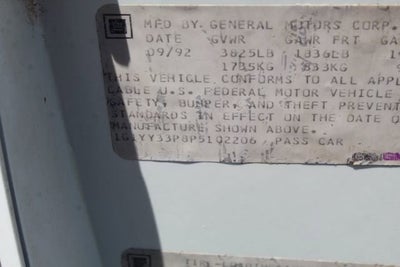 MFD BY GENERAL MOTORS CORP.
DATE GVWR GAWR FRT GA
09/92 3825LB 1836LB
1735KG 833KG
THIS VEHICLE CONFORMS TO ALL APPL
CABLE U.S. FEDERAL MOTOR VEHICLE
SAFETY, BUMPER, AND THEFT PREVENT
STANDARDS IN EFFECT ON THE DATE O
MANUFACTURE SHOWN ABOVE.
1G1YY33P8P5102206 PASS CAR